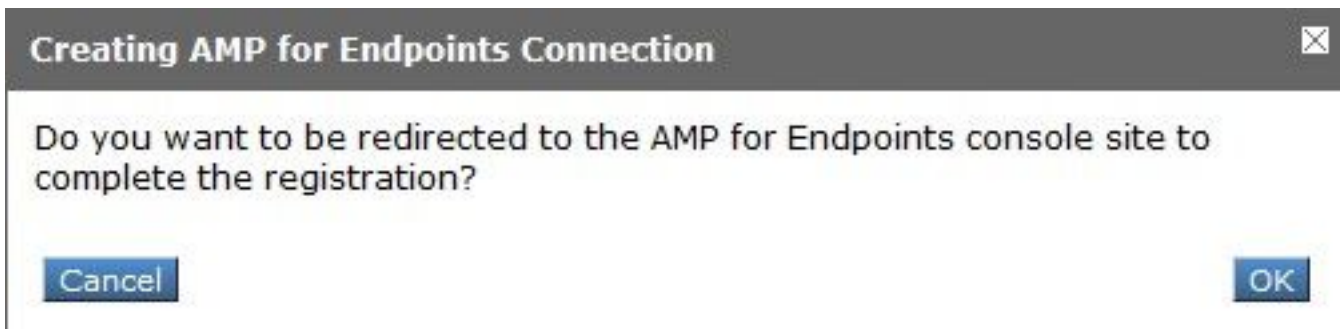 Creating AMP for Endpoints Connection
Do you want to be redirected to the AMP for Endpoints console site to
complete the registration?
Cancel
OK